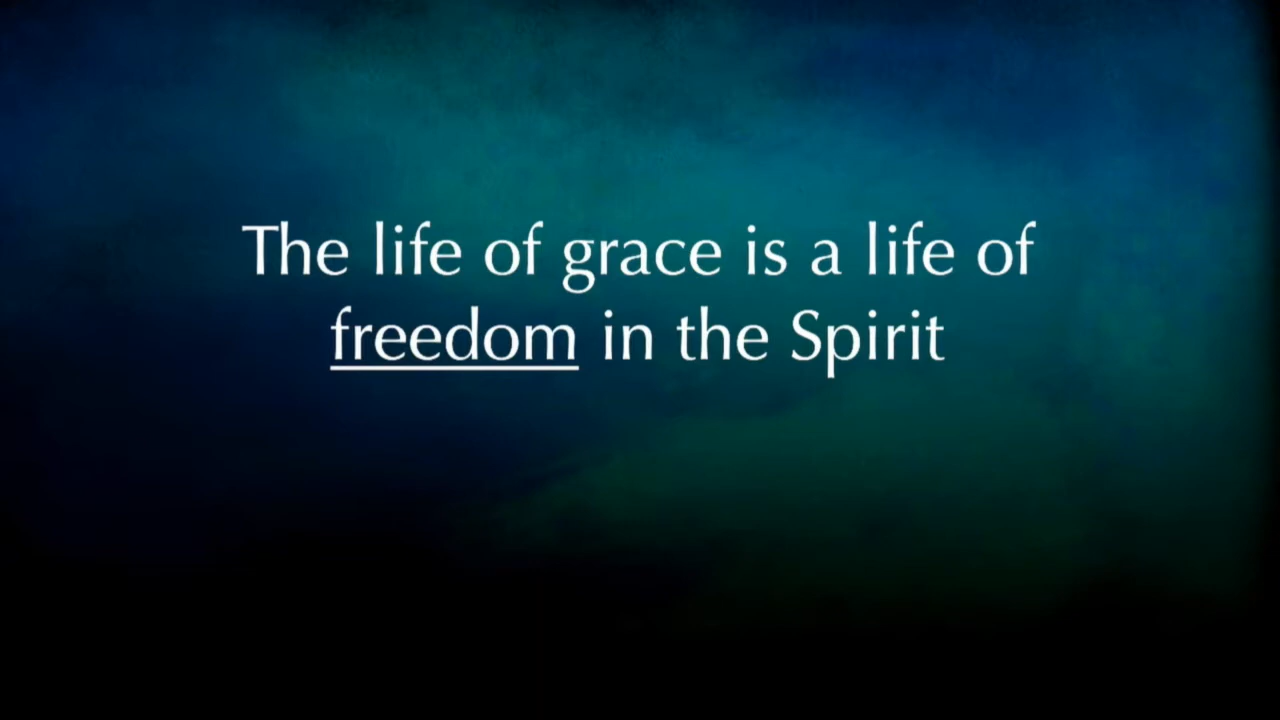 The life of grace is a life of
freedom in the Spirit